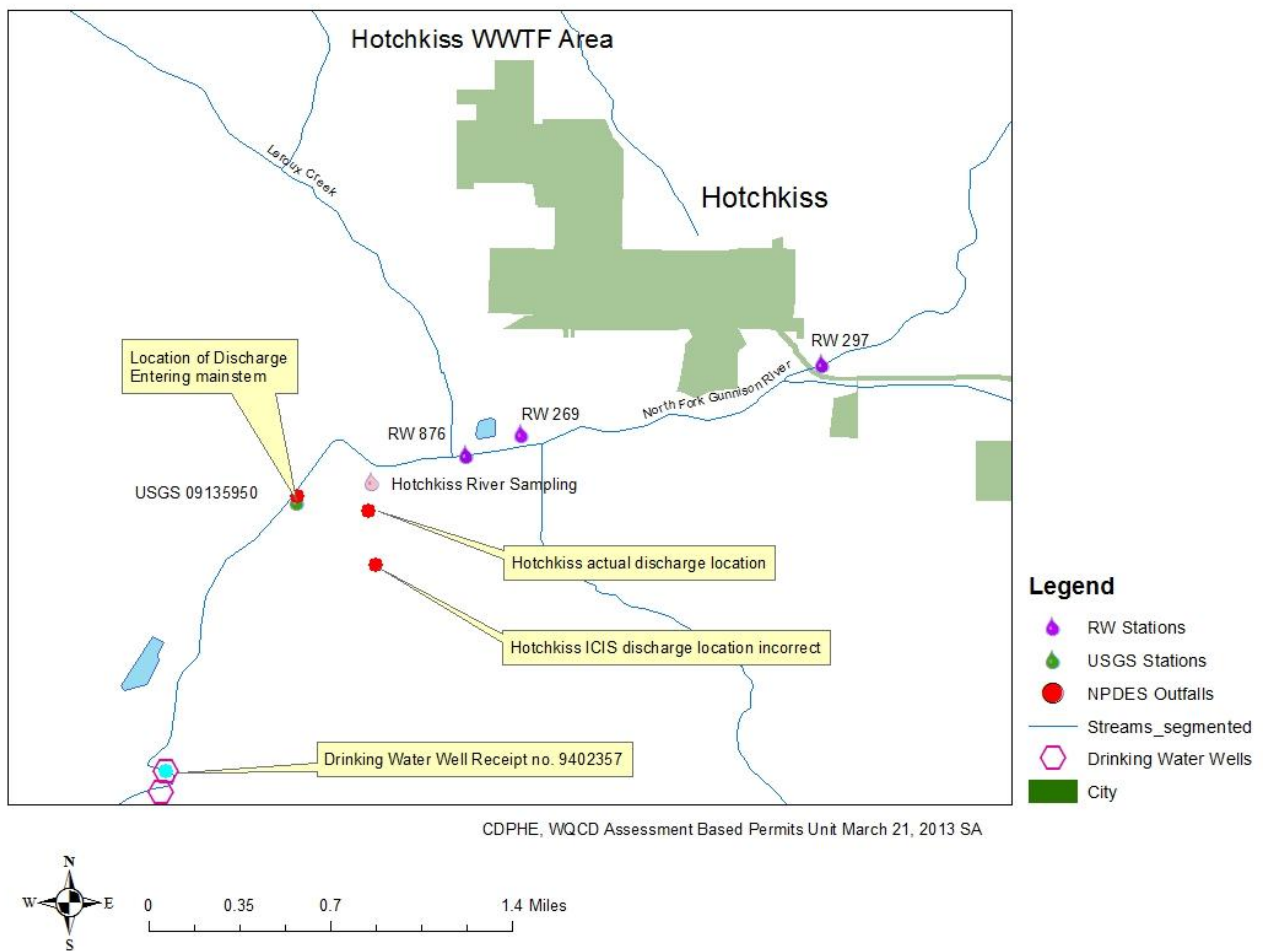 Hotchkiss WWTF Area
Leroux Creek
Hotchkiss
RW 297
Location of Discharge
Entering mainstem
North Fork Gunnison River
RW 269
RW 876
Hotchkiss River Sampling
USGS 09135950
Hotchkiss actual discharge location
Hotchkiss ICIS discharge location incorrect
Drinking Water Well Receipt no. 9402357
Legend
RW Stations
USGS Stations
NPDES Outfalls
Streams_segmented
Drinking Water Wells
City
CDPHE, WQCD Assessment Based Permits Unit March 21, 2013 SA
N
W
E
S
0 0.35 0.7 1.4 Miles